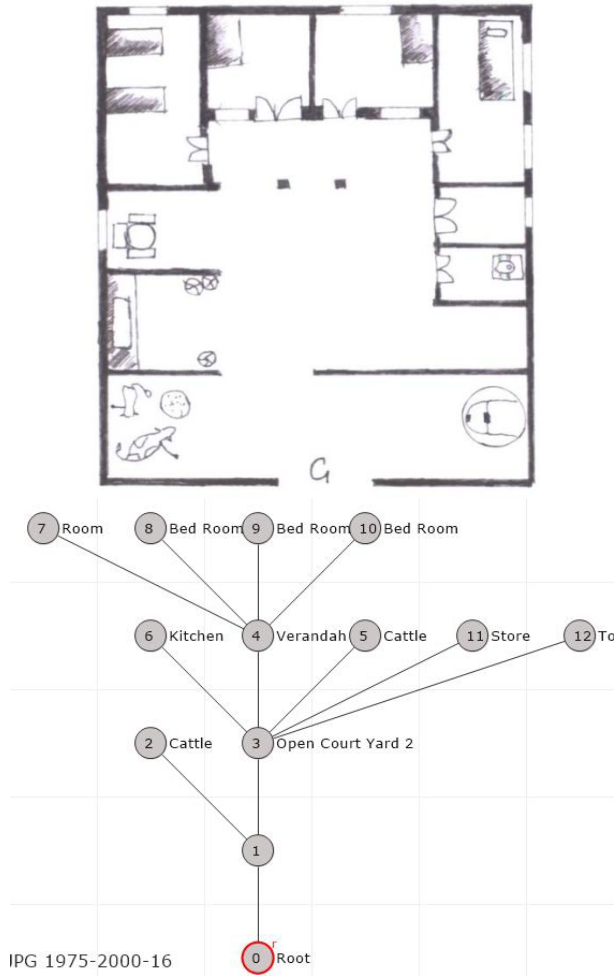 G
7 Room 8 Bed Room 9 Bed Room 10 Bed Room
6 Kitchen 4 Verandah 5 Cattle 11 Store 12 To
2 Cattle 3 Open Court Yard 2
1
r
JPG 1975-2000-16 0 Root